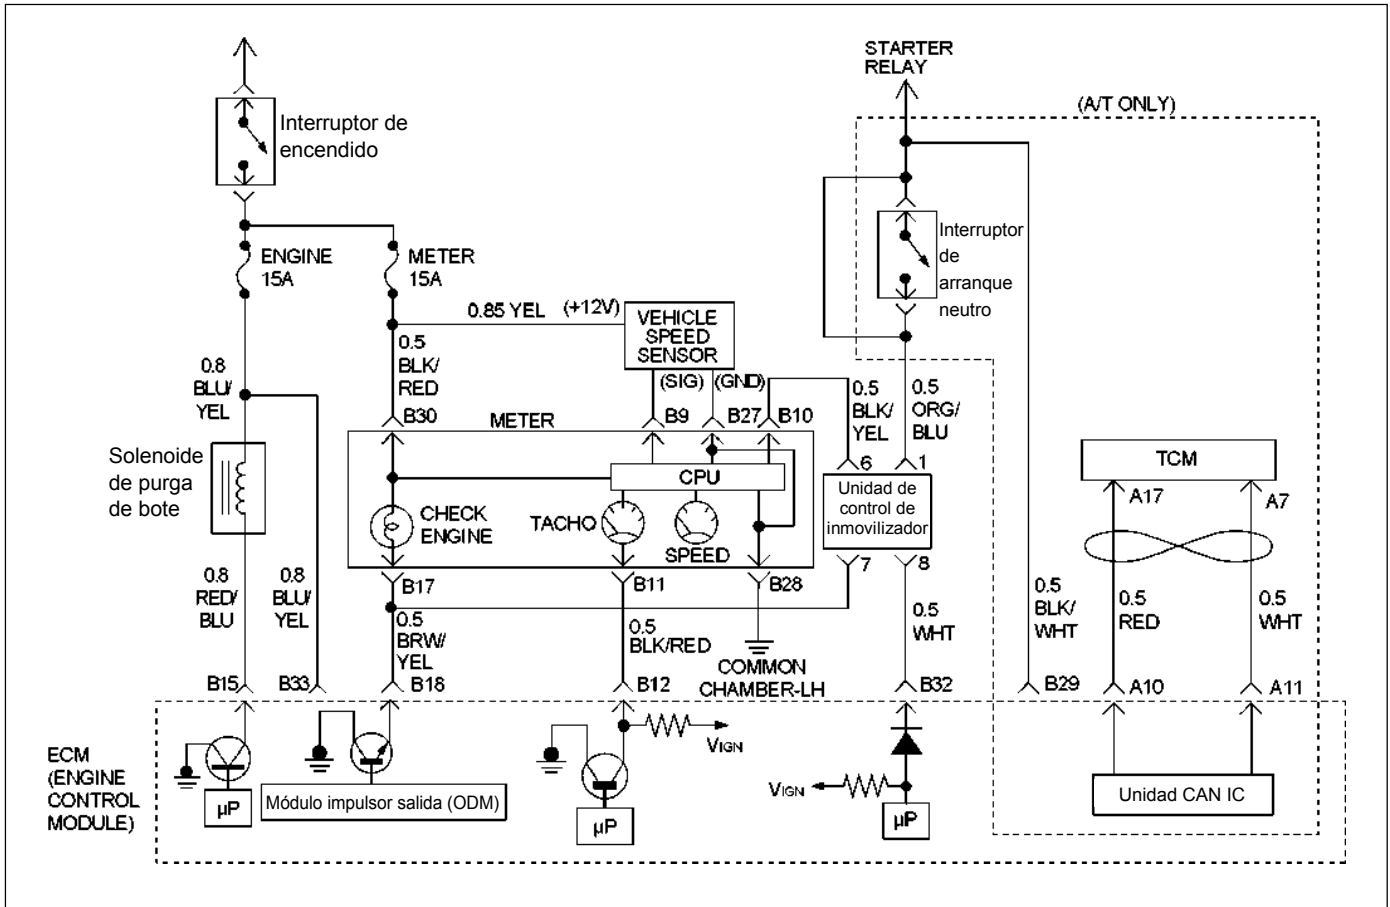 STARTER
RELAY
(A/T ONLY)
Interruptor de
encendido
ENGINE
15A
METER
15A
Interruptor
de
arranque
neutro
0.85 YEL
(+12V)
VEHICLE
SPEED
SENSOR
(SIG)
(GND)
0.8
BLU/
YEL
0.5
BLK/
RED
0.5
BLK/
YEL
0.5
ORG/
BLU
B30
METER
B9
B27
B10
6
1
Solenoide
de purga
de bote
CPU
CHECK
ENGINE
TACHO
SPEED
Unidad de
control de
inmovilizador
TCM
A17
A7
B17
B11
B28
7
8
0.8
RED/
BLU
0.8
BLU/
YEL
0.5
BRW/
YEL
0.5
BLK/RED
COMMON
CHAMBER-LH
0.5
WHT
0.5
BLK/
WHT
0.5
RED
0.5
WHT
B15
B33
B18
B12
B32
B29
A10
A11
ECM
(ENGINE
CONTROL
MODULE)
µP
Módulo impulsor salida (ODM)
VIGN
µP
VIGN
µP
Unidad CAN IC